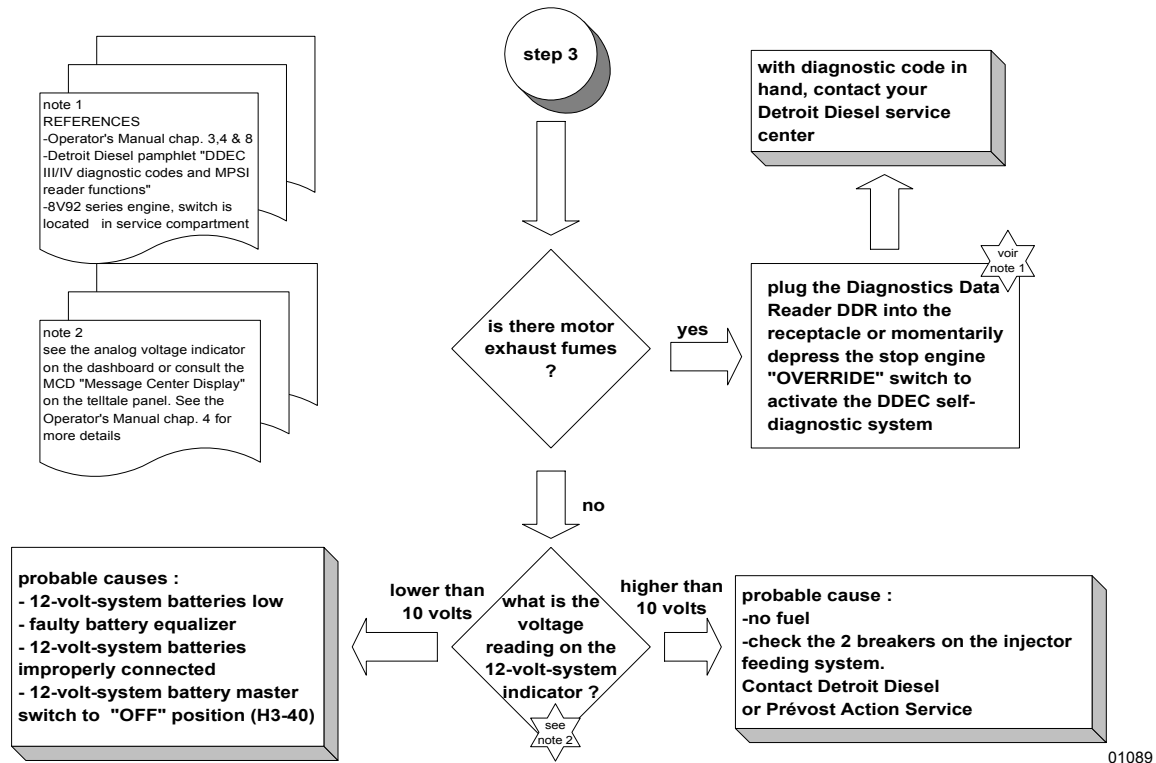 step 3
note 1
REFERENCES
-Operator's Manual chap. 3,4 & 8
-Detroit Diesel pamphlet "DDEC
III/IV diagnostic codes and MPSI
reader functions"
-8V92 series engine, switch is
located in service compartment
with diagnostic code in
hand, contact your
Detroit Diesel service
center
note 2
see the analog voltage indicator
on the dashboard or consult the
MCD "Message Center Display"
on the telltale panel. See the
Operator's Manual chap. 4 for
more details
is there motor
exhaust fumes
?
yes
voir
note 1
plug the Diagnostics Data
Reader DDR into the
receptacle or momentarily
depress the stop engine
"OVERRIDE" switch to
activate the DDEC self-
diagnostic system
no
probable causes :
- 12-volt-system batteries low
- faulty battery equalizer
- 12-volt-system batteries
improperly connected
- 12-volt-system battery master
switch to "OFF" position (H3-40)
lower than
10 volts
what is the
voltage
reading on the
12-volt-system
indicator ?
see
note 2
higher than
10 volts
probable cause :
-no fuel
-check the 2 breakers on the injector
feeding system.
Contact Detroit Diesel
or Prévost Action Service
01089